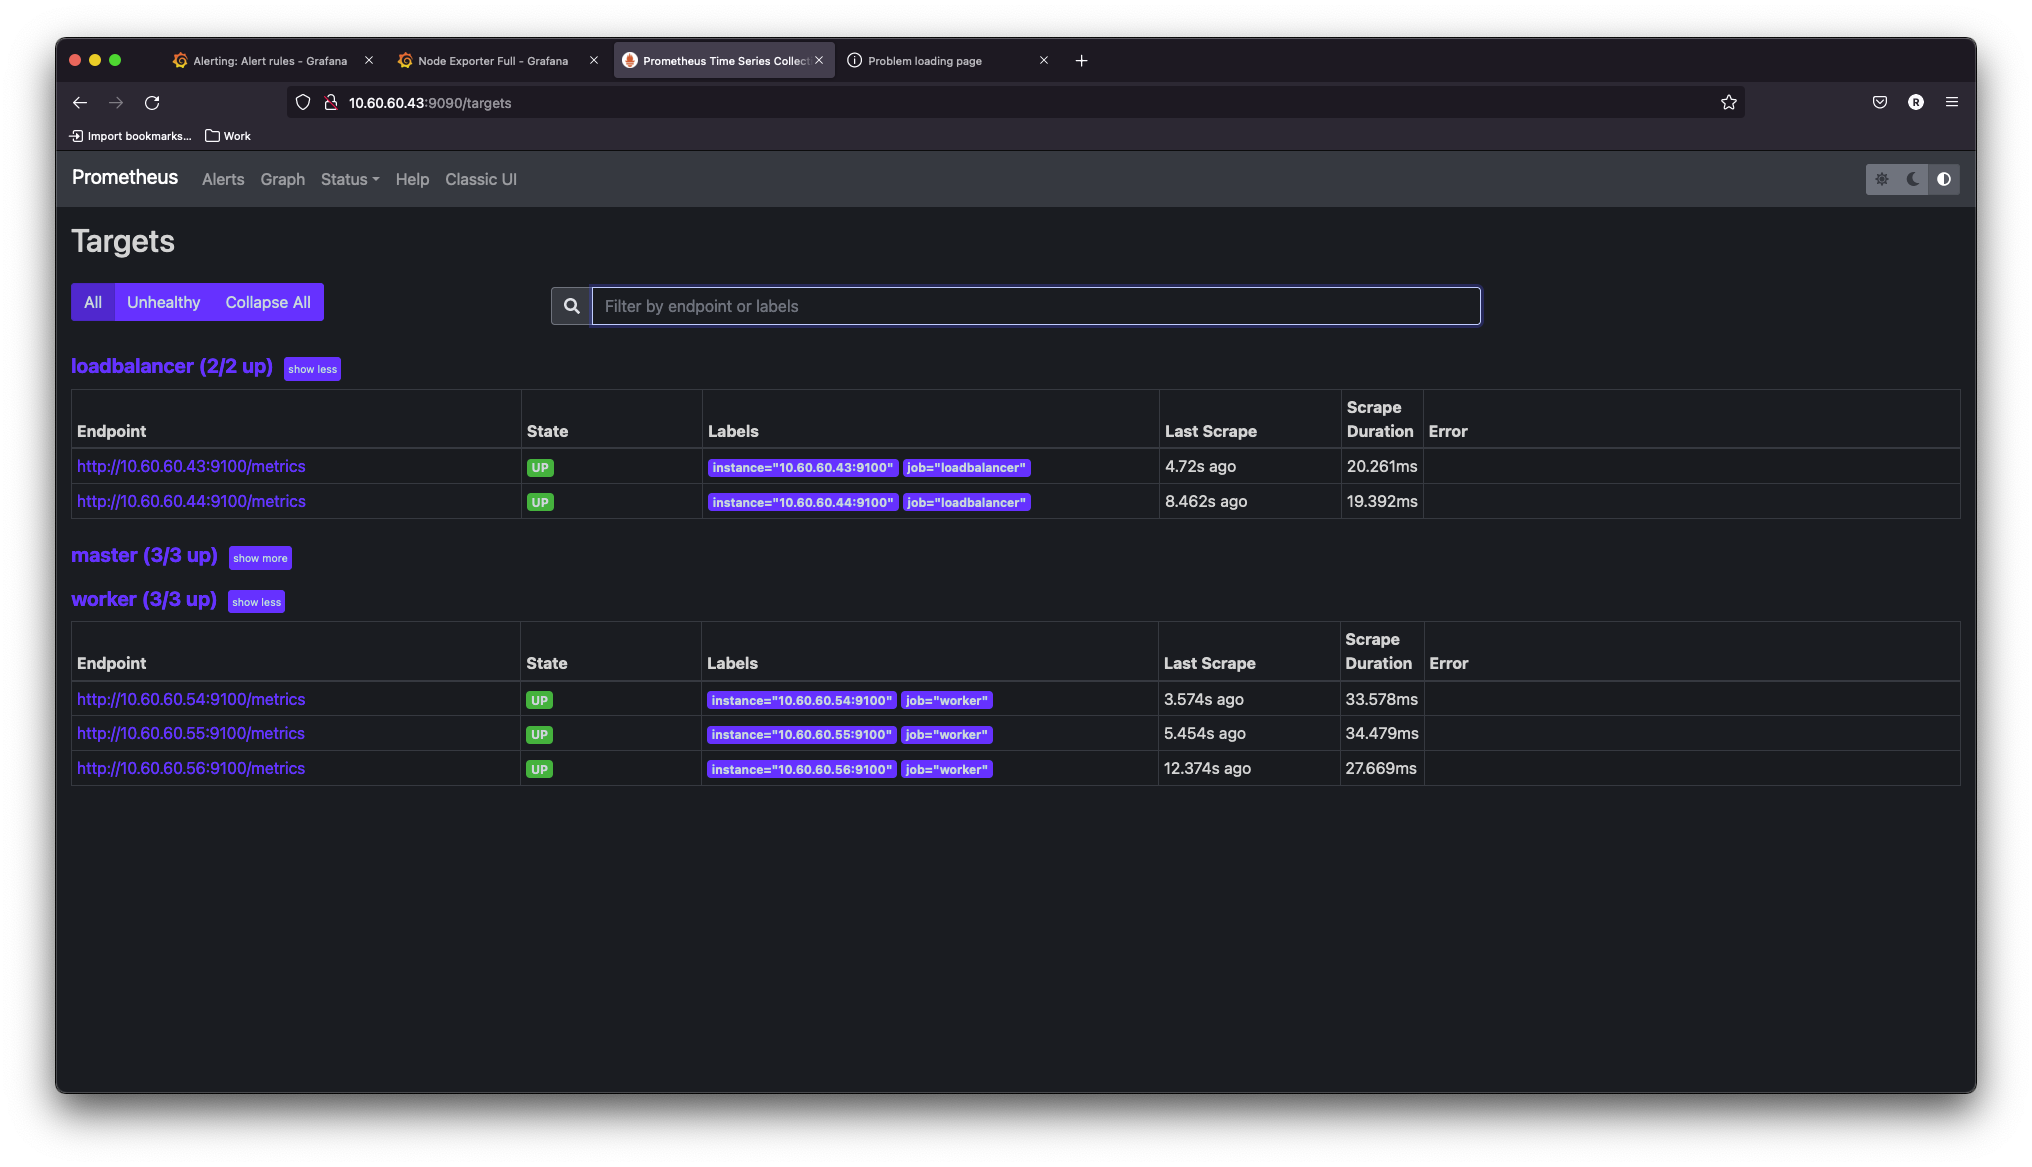 Alerting: Alert rules - Grafana
Node Exporter Full - Grafana
Prometheus Time Series Collect
Problem loading page
10.60.60.43:9090/targets
R
Import bookmarks... Work
Prometheus Alerts Graph Status Help Classic UI
Targets
All Unhealthy Collapse All
Filter by endpoint or labels
loadbalancer (2/2 up) show less
Endpoint State Labels Last Scrape Scrape Duration Error
http://10.60.60.43:9100/metrics UP instance="10.60.60.43:9100" job="loadbalancer" 4.72s ago 20.261ms
http://10.60.60.44:9100/metrics UP instance="10.60.60.44:9100" job="loadbalancer" 8.462s ago 19.392ms
master (3/3 up) show more
worker (3/3 up) show less
Endpoint State Labels Last Scrape Scrape Duration Error
http://10.60.60.54:9100/metrics UP instance="10.60.60.54:9100" job="worker" 3.574s ago 33.578ms
http://10.60.60.55:9100/metrics UP instance="10.60.60.55:9100" job="worker" 5.454s ago 34.479ms
http://10.60.60.56:9100/metrics UP instance="10.60.60.56:9100" job="worker" 12.374s ago 27.669ms